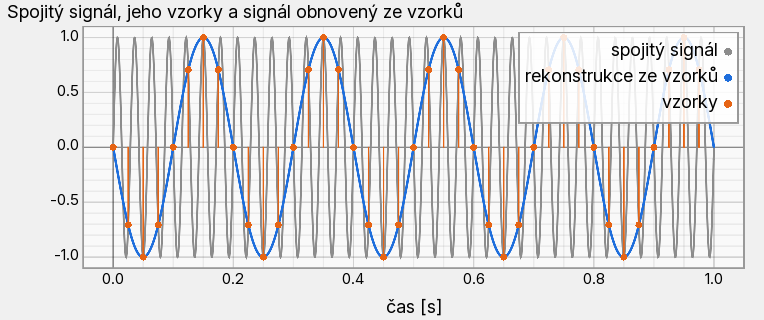 Spojitý signál, jeho vzorky a signál obnovený ze vzorků
1.0
0.5
0.0
-0.5
-1.0
spojitý signál
rekonstrukce ze vzorků
vzorky
0.0 0.2 0.4 0.6 0.8 1.0
čas [s]